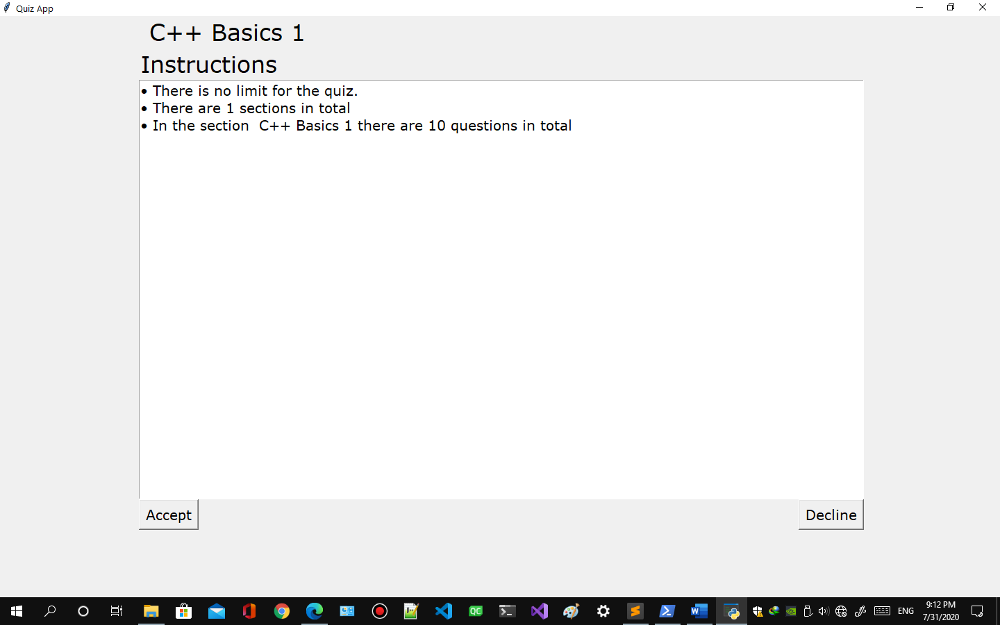 Quiz App
C++ Basics 1
Instructions
• There is no limit for the quiz.
• There are 1 sections in total
• In the section  C++ Basics 1 there are 10 questions in total
Accept
Decline
QC
ENG
9:12 PM
7/31/2020